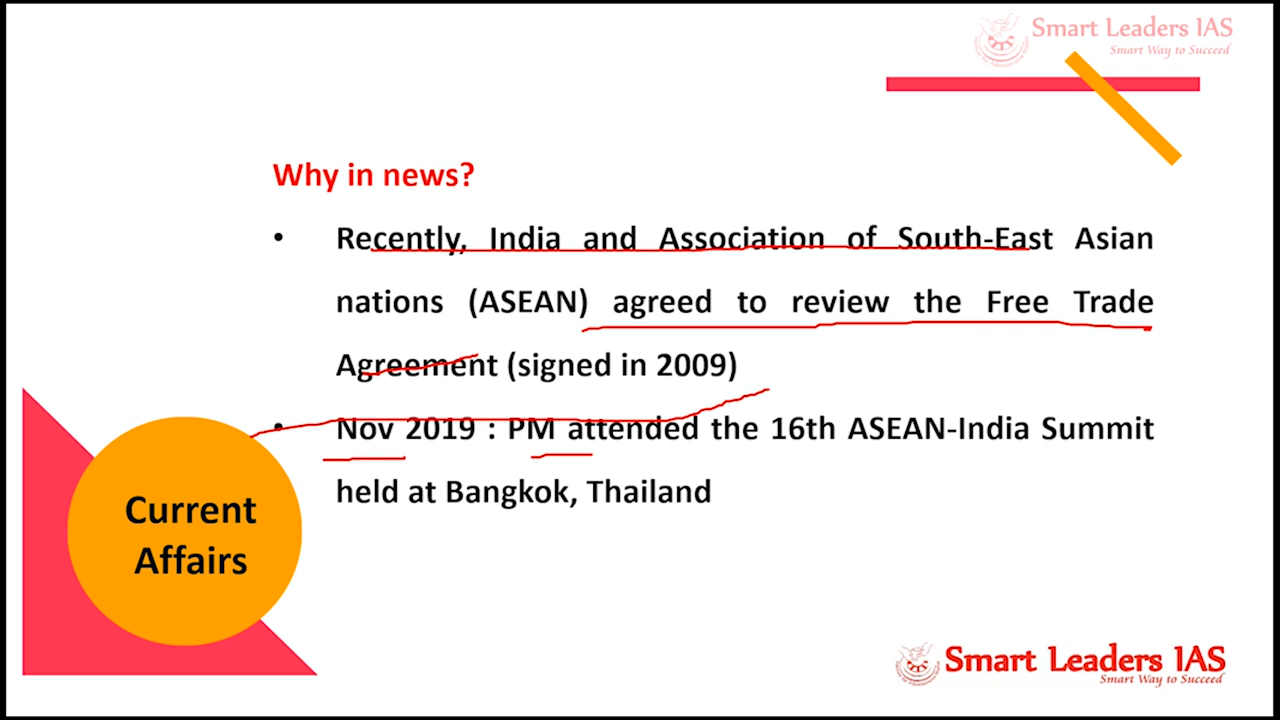 Smart Leaders IAS
Smart Way to Succeed
Why in news?
• Recently, India and Association of South-East Asian
nations (ASEAN) agreed to review the Free Trade
Agreement (signed in 2009)
• Nov 2019 : PM attended the 16th ASEAN-India Summit
held at Bangkok, Thailand
Current
Affairs
Smart Leaders IAS
Smart Way to Succeed